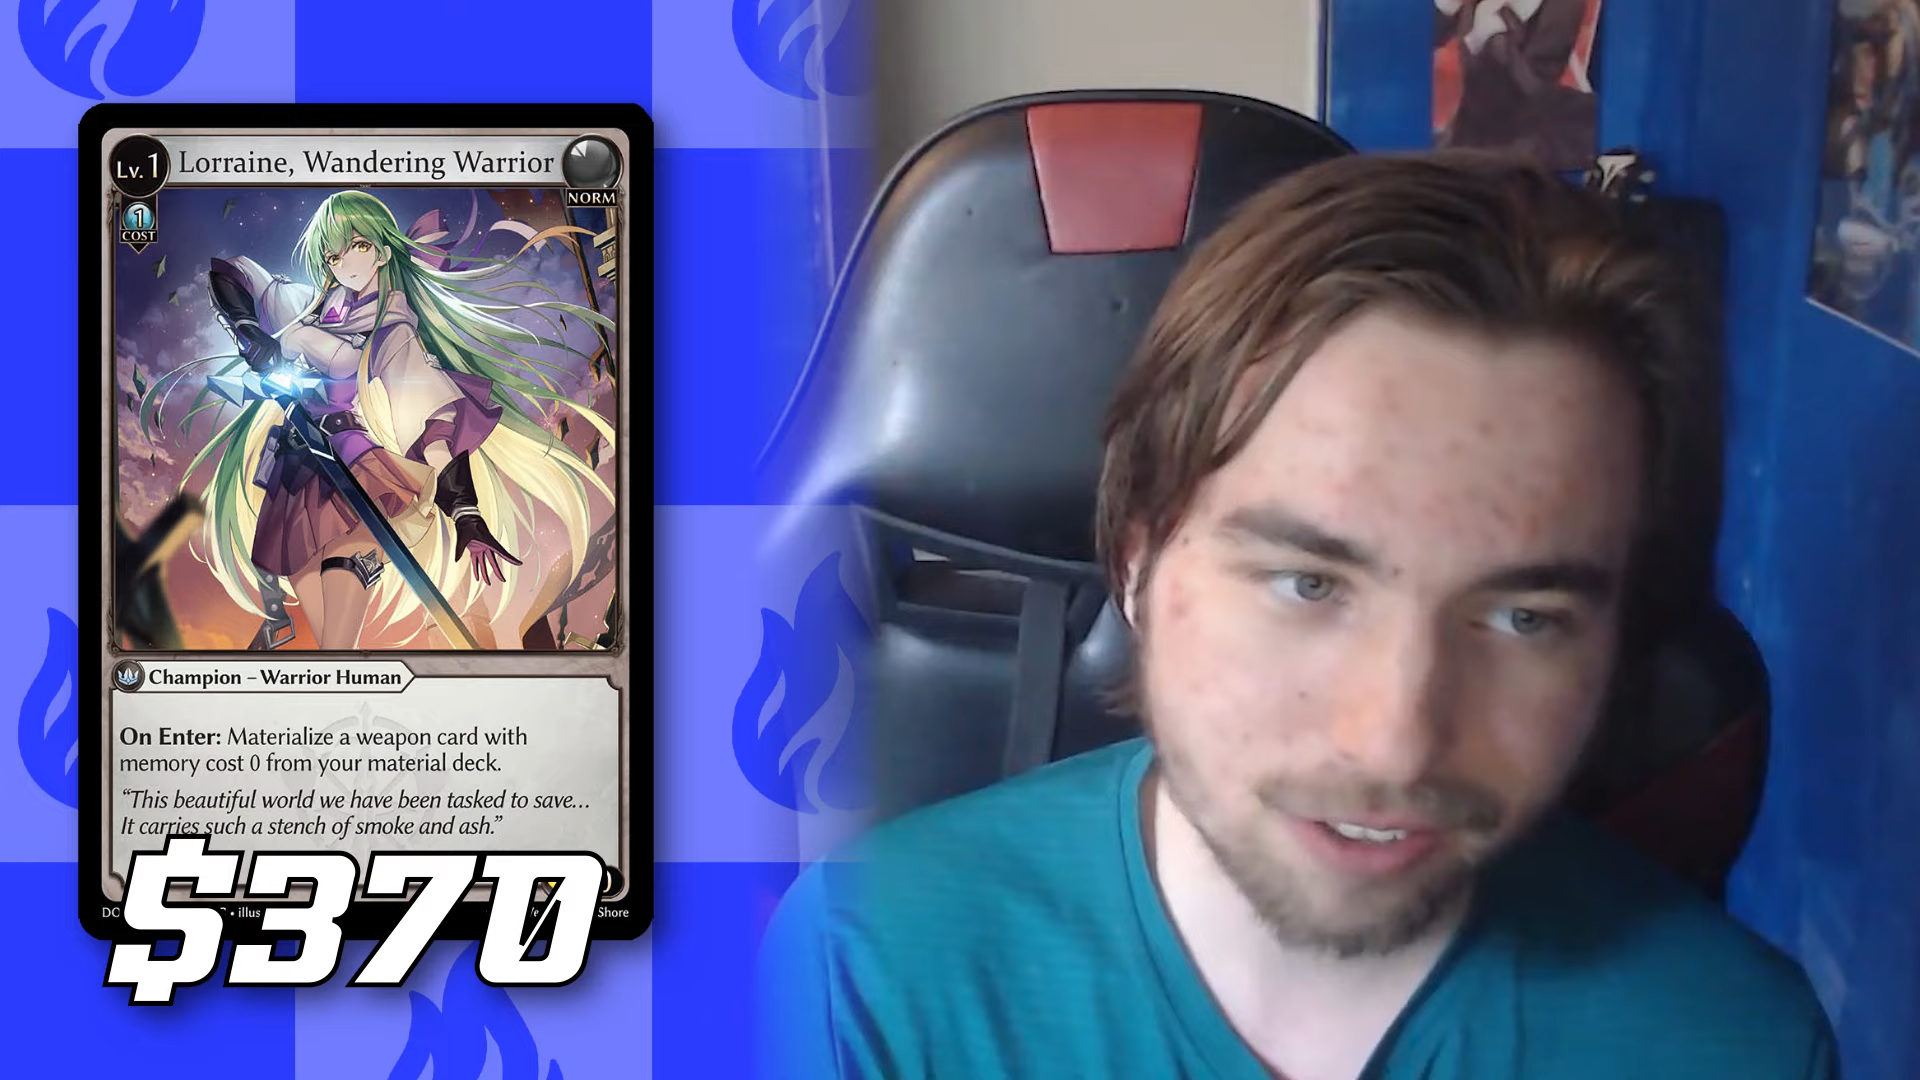 Lv. 1
Lorraine, Wandering Warrior
NORM
1
COST
Champion – Warrior Human
On Enter: Materialize a weapon card with
memory cost 0 from your material deck.
“This beautiful world we have been tasked to save...
It carries such a stench of smoke and ash.”
$370
illus
Shore